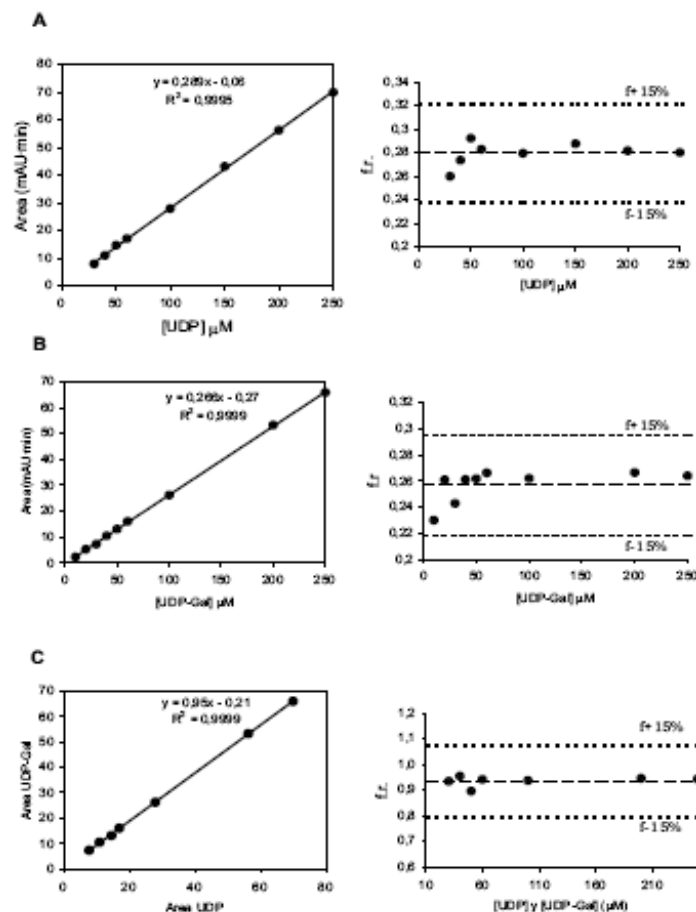 A
y = 0,289x - 0,06
R² = 0,9995
Area (mAU·min)
80
70
60
50
40
30
20
10
0
0 50 100 150 200 250
[UDP] μM
f.r.
0,34
0,32
0,3
0,28
0,26
0,24
0,22
0,2
f+15%
f-15%
0 50 100 150 200 250
[UDP] μM
B
y = 0,266x - 0,27
R² = 0,9999
Area (mAU·min)
70
60
50
40
30
20
10
0
0 50 100 150 200 250
[UDP-Gal] μM
f.r
0,32
0,3
0,28
0,26
0,24
0,22
0,2
f+15%
f-15%
0 50 100 150 200 250
[UDP-Gal] μM
C
y = 0,95x - 0,21
R² = 0,9999
Area UDP-Gal
70
60
50
40
30
20
10
0
0 20 40 60 80
Area UDP
f.r.
1,2
1,1
1,0
0,9
0,8
0,7
0,6
f+15%
f-15%
10 60 110 160 210
[UDP] y [UDP-Gal] (μM)